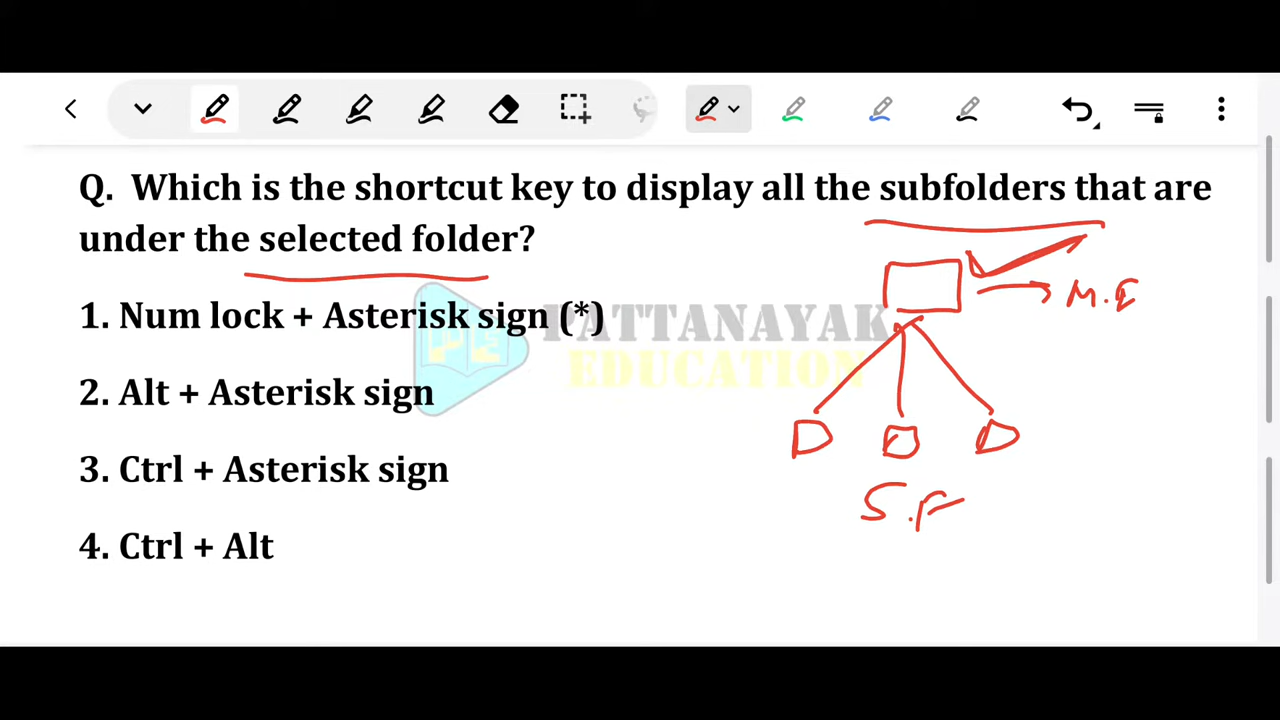 Q. Which is the shortcut key to display all the subfolders that are
under the selected folder?
M.E
1. Num lock + Asterisk sign (*)
PATTANAYAK
EDUCATION
2. Alt + Asterisk sign
3. Ctrl + Asterisk sign
S.F
4. Ctrl + Alt